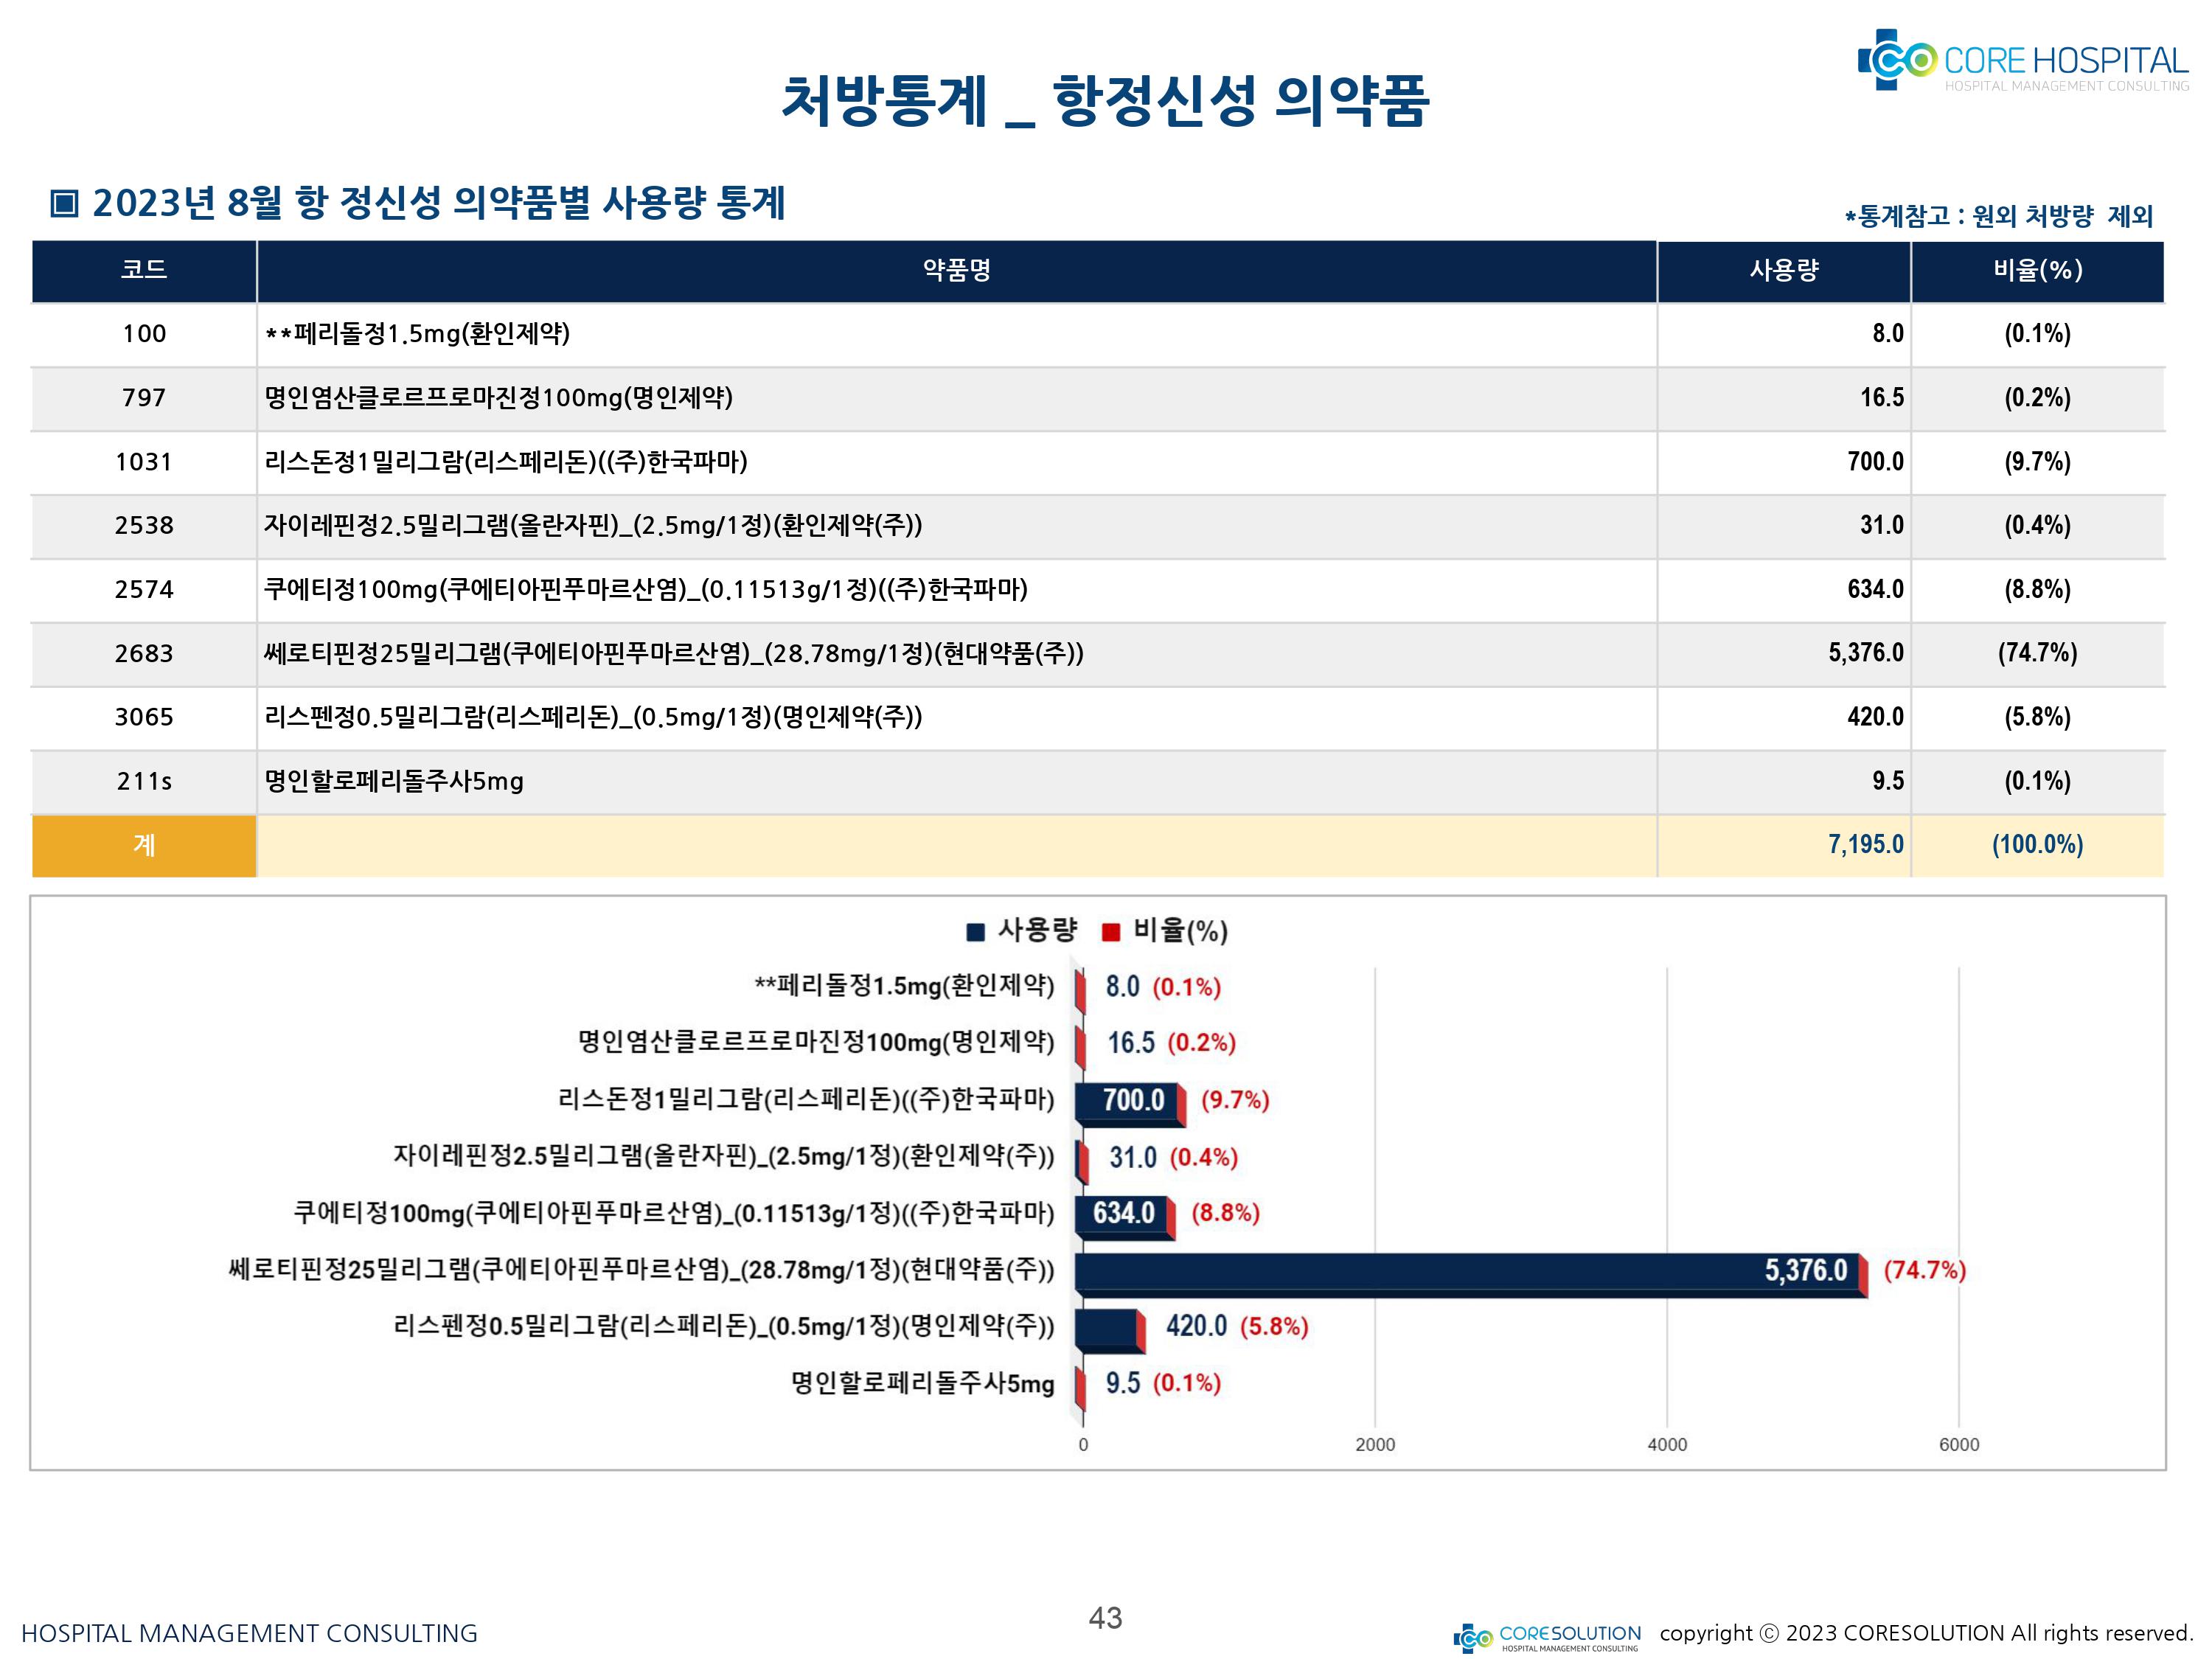 CORE HOSPITAL
HOSPITAL MANAGEMENT CONSULTING
처방통계 _ 항정신성 의약품
▣ 2023년 8월 항 정신성 의약품별 사용량 통계
*통계참고 : 원외 처방량 제외
코드 약품명 사용량 비율(%)
100 **페리돌정1.5mg(환인제약) 8.0 (0.1%)
797 명인염산클로르프로마진정100mg(명인제약) 16.5 (0.2%)
1031 리스돈정1밀리그람(리스페리돈)((주)한국파마) 700.0 (9.7%)
2538 자이레핀정2.5밀리그램(올란자핀)_(2.5mg/1정)(환인제약(주)) 31.0 (0.4%)
2574 쿠에티정100mg(쿠에티아핀푸마르산염)_(0.11513g/1정)((주)한국파마) 634.0 (8.8%)
2683 쎄로티핀정25밀리그램(쿠에티아핀푸마르산염)_(28.78mg/1정)(현대약품(주)) 5,376.0 (74.7%)
3065 리스펜정0.5밀리그람(리스페리돈)_(0.5mg/1정)(명인제약(주)) 420.0 (5.8%)
211s 명인할로페리돌주사5mg 9.5 (0.1%)
계 7,195.0 (100.0%)
사용량 비율(%)
**페리돌정1.5mg(환인제약) 8.0 (0.1%)
명인염산클로르프로마진정100mg(명인제약) 16.5 (0.2%)
리스돈정1밀리그람(리스페리돈)((주)한국파마) 700.0 (9.7%)
자이레핀정2.5밀리그램(올란자핀)_(2.5mg/1정)(환인제약(주)) 31.0 (0.4%)
쿠에티정100mg(쿠에티아핀푸마르산염)_(0.11513g/1정)((주)한국파마) 634.0 (8.8%)
쎄로티핀정25밀리그램(쿠에티아핀푸마르산염)_(28.78mg/1정)(현대약품(주)) 5,376.0 (74.7%)
리스펜정0.5밀리그람(리스페리돈)_(0.5mg/1정)(명인제약(주)) 420.0 (5.8%)
명인할로페리돌주사5mg 9.5 (0.1%)
0 2000 4000 6000
HOSPITAL MANAGEMENT CONSULTING
43
CORESOLUTION
HOSPITAL MANAGEMENT CONSULTING
copyright ⓒ 2023 CORESOLUTION All rights reserved.